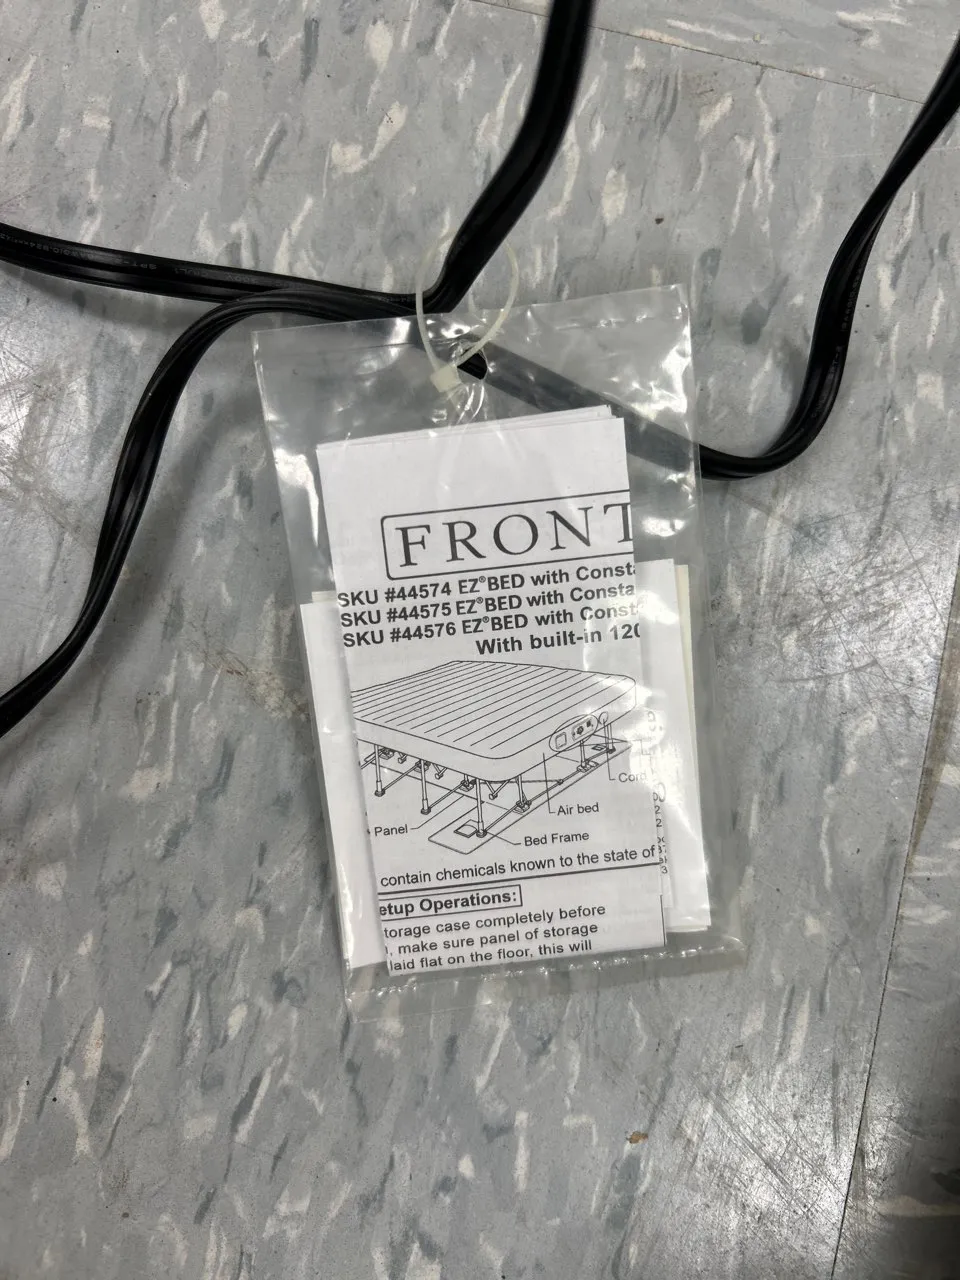 FRONT
SKU #44574 EZ® BED with Consta
SKU #44575 EZ® BED with Consta
SKU #44576 EZ® BED with Const
With built-in 120
Cord
Air bed
Panel
Bed Frame
contain chemicals known to the state of
etup Operations:
torage case completely before
, make sure panel of storage
laid flat on the floor, this will